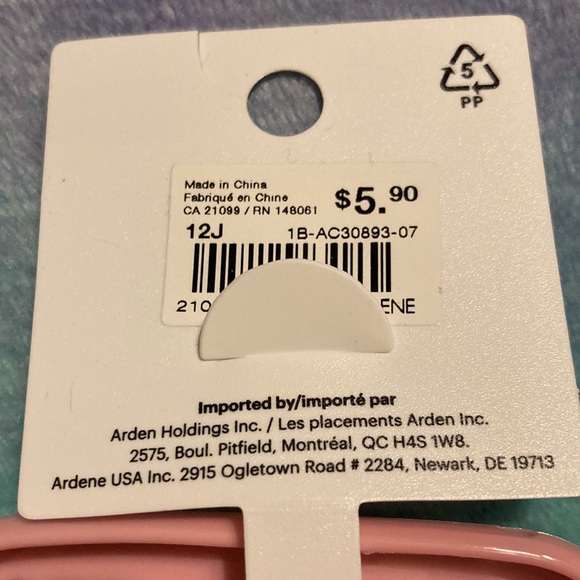 5
PP
Made in China
Fabriqué en Chine
CA 21099 / RN 148061
$5.90
12J 1B-AC30893-07
210 ENE
Imported by/importé par
Arden Holdings Inc. / Les placements Arden Inc.
2575, Boul. Pitfield, Montréal, QC H4S 1W8.
Ardene USA Inc. 2915 Ogletown Road # 2284, Newark, DE 19713